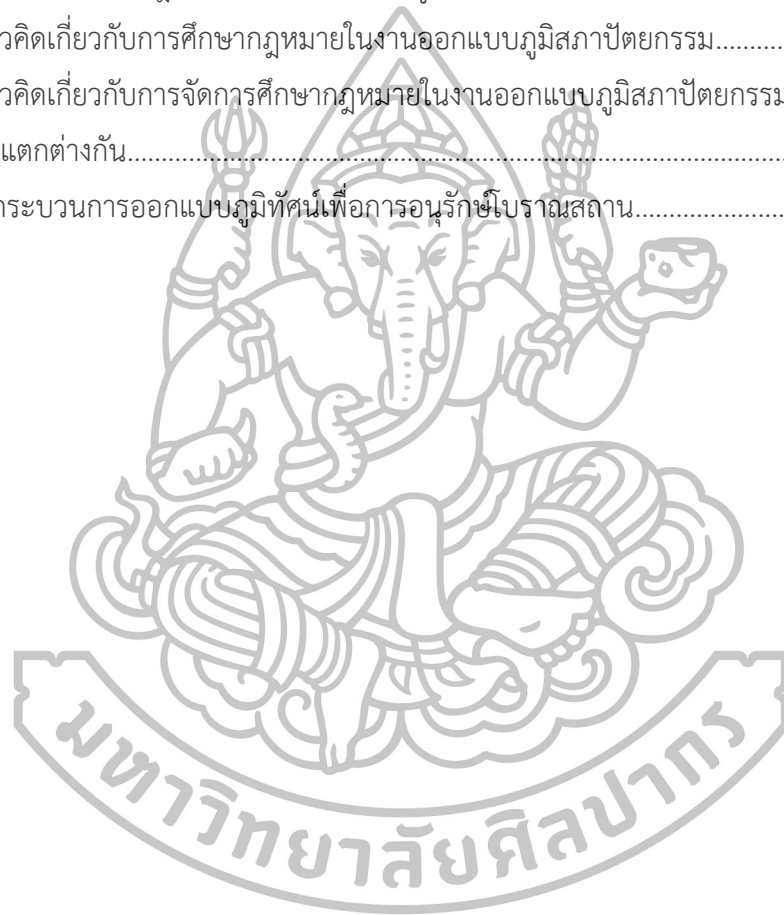 วคิดเกี่ยวกับการศึกษากฎหมายในงานออกแบบภูมิสภาปัตยกรรม...........
วคิดเกี่ยวกับการจัดการศึกษากฎหมายในงานออกแบบภูมิสภาปัตยกรรม
แตกต่างกัน....................................................................................................
กระบวนการออกแบบภูมิทัศน์เพื่อการอนุรักษ์โบราณสถาน......................
มหาวิทยาลัยศิลปากร